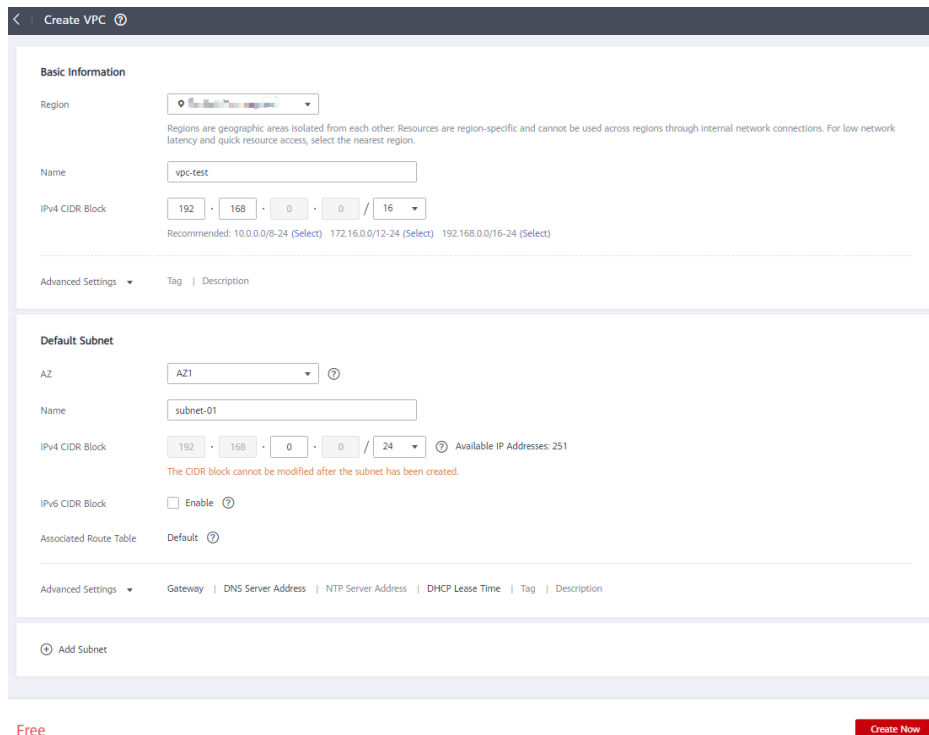 Create VPC ?
Basic Information
Region
Regions are geographic areas isolated from each other. Resources are region-specific and cannot be used across regions through internal network connections. For low network
latency and quick resource access, select the nearest region.
Name vpc-test
IPv4 CIDR Block 192 · 168 · 0 · 0 / 16
Recommended: 10.0.0.0/8-24 (Select) 172.16.0.0/12-24 (Select) 192.168.0.0/16-24 (Select)
Advanced Settings Tag | Description
Default Subnet
AZ AZ1 ?
Name subnet-01
IPv4 CIDR Block 192 · 168 · 0 · 0 / 24 ? Available IP Addresses: 251
The CIDR block cannot be modified after the subnet has been created.
IPv6 CIDR Block Enable ?
Associated Route Table Default ?
Advanced Settings Gateway | DNS Server Address | NTP Server Address | DHCP Lease Time | Tag | Description
Add Subnet
Free Create Now